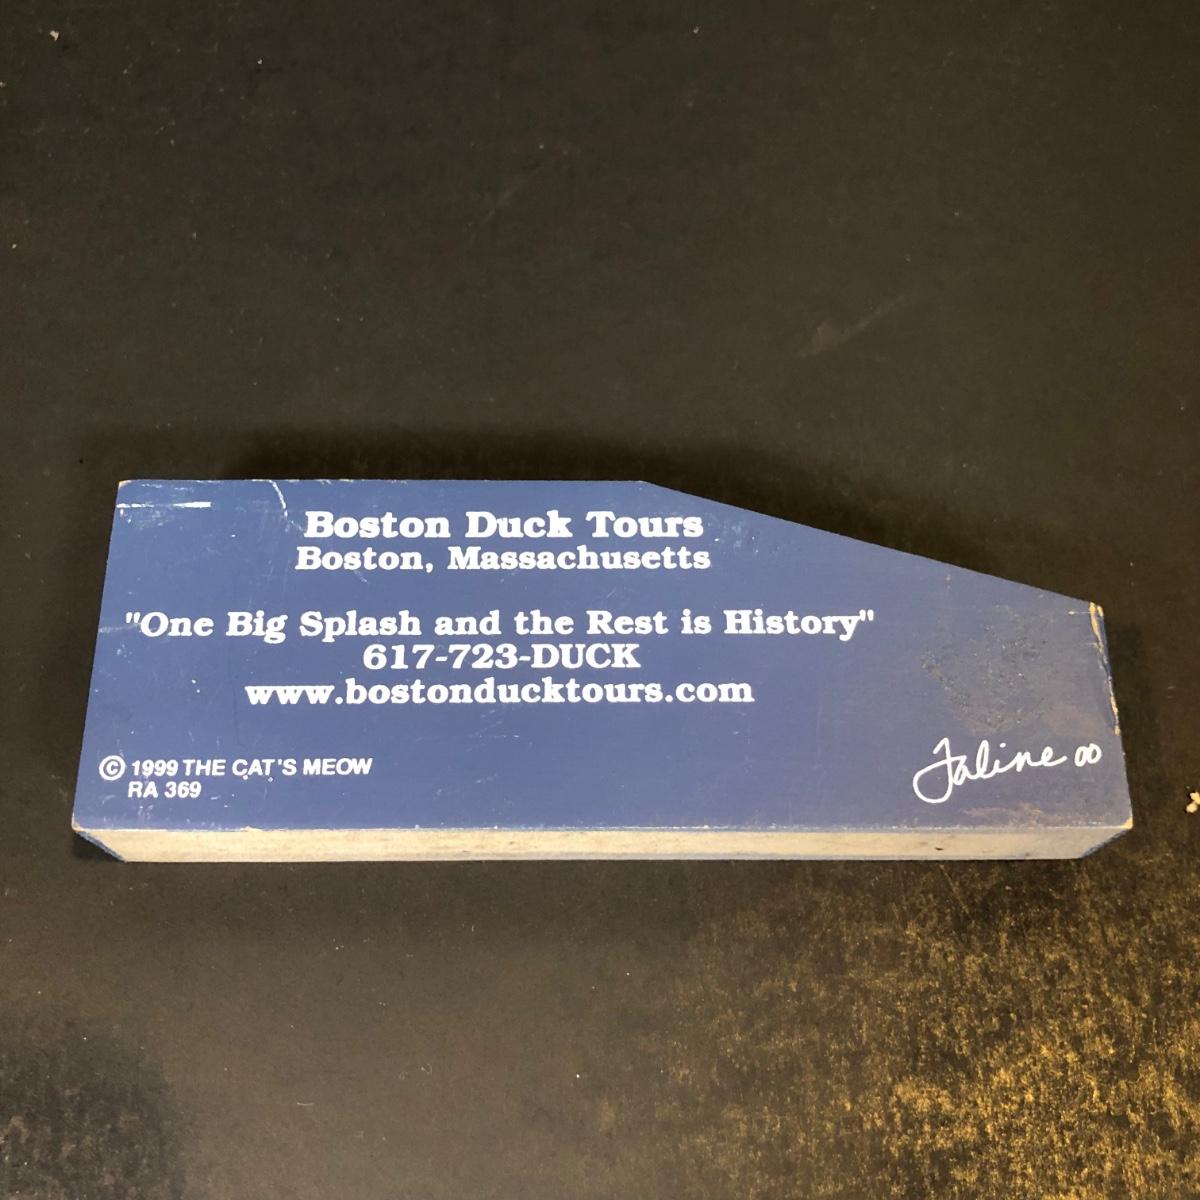 Boston Duck Tours
Boston, Massachusetts
"One Big Splash and the Rest is History"
617-723-DUCK
www.bostonducktours.com
© 1999 THE CAT'S MEOW
RA 369
Faline 00